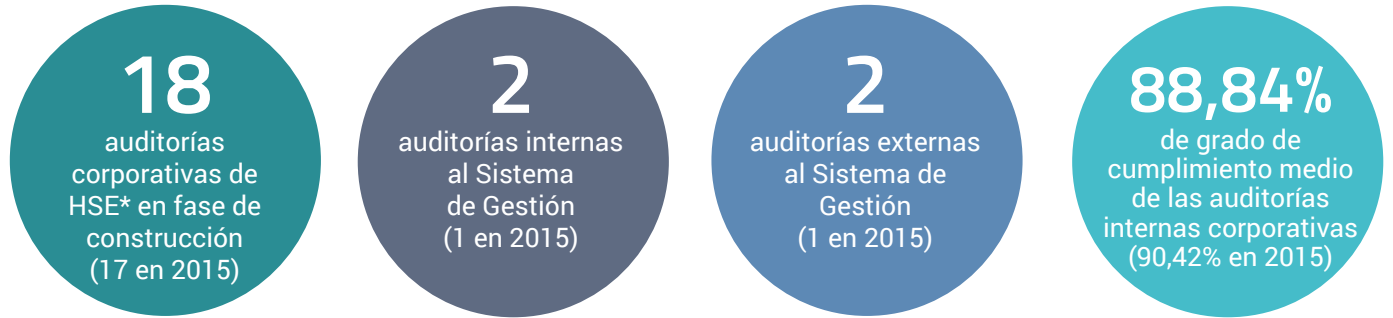 18
auditorías
corporativas de
HSE* en fase de
construcción
(17 en 2015)
2
auditorías internas
al Sistema
de Gestión
(1 en 2015)
2
auditorías externas
al Sistema de
Gestión
(1 en 2015)
88,84%
de grado de
cumplimiento medio
de las auditorías
internas corporativas
(90,42% en 2015)